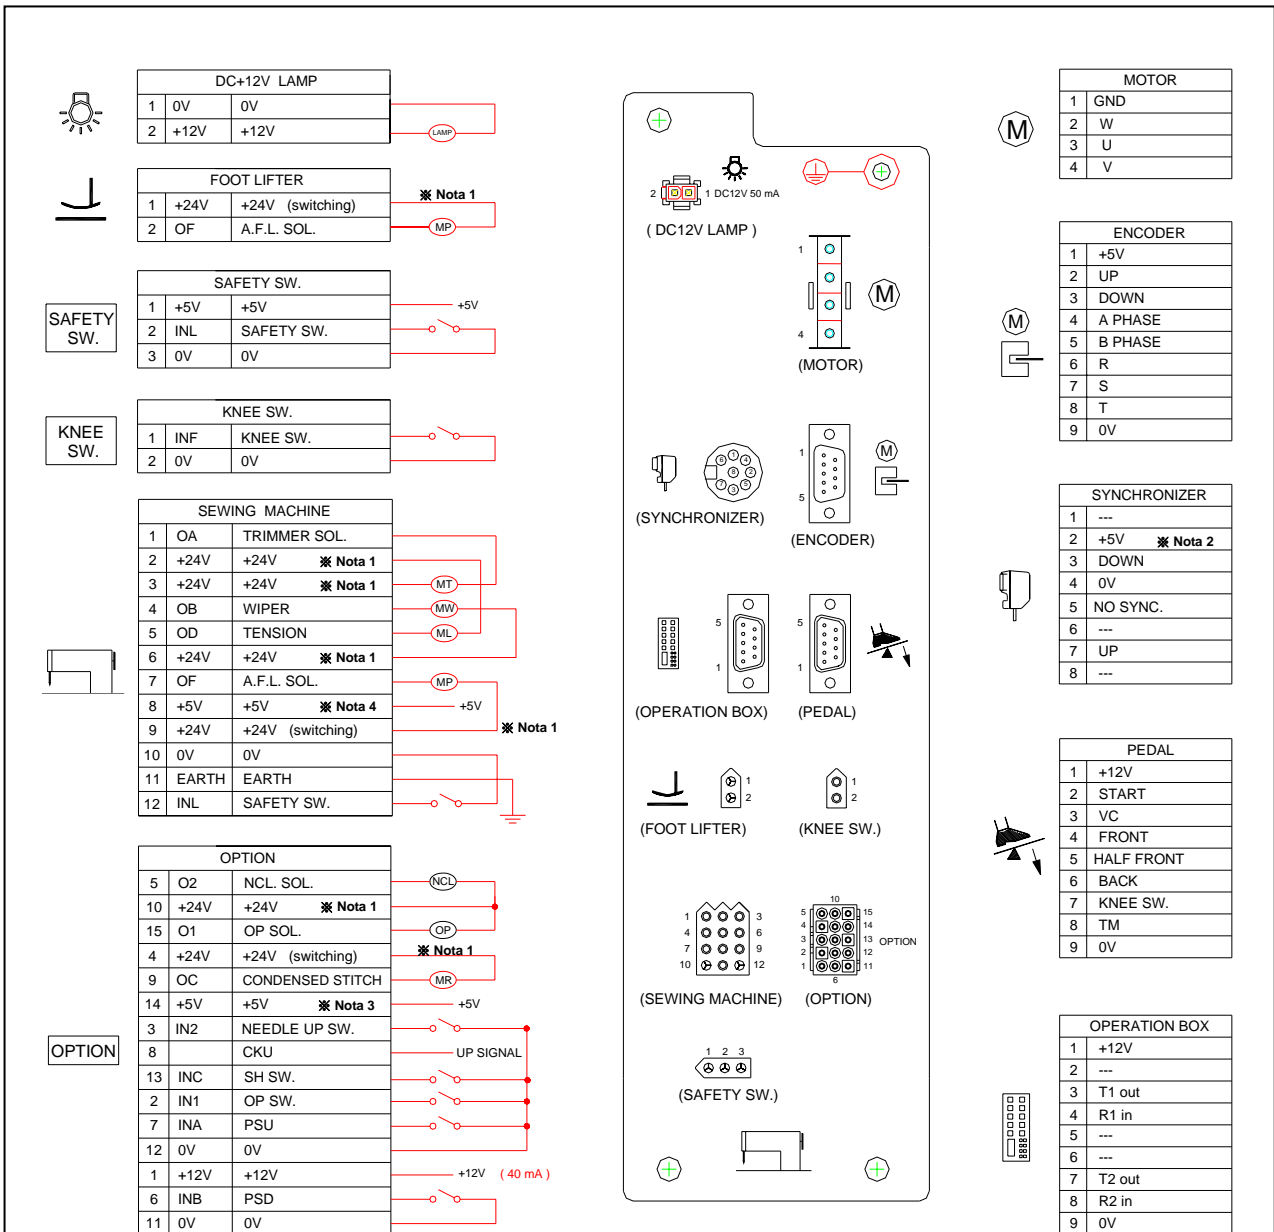 DC+12V LAMP
1 0V 0V
2 +12V +12V
LAMP
FOOT LIFTER
1 +24V +24V (switching)
2 OF A.F.L. SOL.
※ Nota 1
MP
SAFETY SW.
SAFETY SW.
1 +5V +5V
2 INL SAFETY SW.
3 0V 0V
+5V
KNEE SW.
KNEE SW.
1 INF KNEE SW.
2 0V 0V
SEWING MACHINE
1 OA TRIMMER SOL.
2 +24V +24V ※ Nota 1
3 +24V +24V ※ Nota 1
MT
4 OB WIPER
MW
5 OD TENSION
ML
6 +24V +24V ※ Nota 1
7 OF A.F.L. SOL.
MP
8 +5V +5V ※ Nota 4
+5V
9 +24V +24V (switching)
※ Nota 1
10 0V 0V
11 EARTH EARTH
12 INL SAFETY SW.
OPTION
OPTION
5 O2 NCL. SOL.
NCL
10 +24V +24V ※ Nota 1
15 O1 OP SOL.
OP
4 +24V +24V (switching)
※ Nota 1
9 OC CONDENSED STITCH
MR
14 +5V +5V ※ Nota 3
+5V
3 IN2 NEEDLE UP SW.
8 CKU
UP SIGNAL
13 INC SH SW.
2 IN1 OP SW.
7 INA PSU
12 0V 0V
1 +12V +12V
+12V ( 40 mA )
6 INB PSD
11 0V 0V
2 1 DC12V 50 mA
( DC12V LAMP )
1
4
M
(MOTOR)
6 1 4
8 2
7 3 5
(SYNCHRONIZER)
1
5
M
(ENCODER)
5
1
(OPERATION BOX)
5
1
(PEDAL)
1
2
(FOOT LIFTER)
1
2
(KNEE SW.)
1 3
4 6
7 9
10 12
(SEWING MACHINE)
10
5 15
4 14
3 13 OPTION
2 12
1 11
6
(OPTION)
1 2 3
(SAFETY SW.)
M
MOTOR
1 GND
2 W
3 U
4 V
M
ENCODER
1 +5V
2 UP
3 DOWN
4 A PHASE
5 B PHASE
6 R
7 S
8 T
9 0V
SYNCHRONIZER
1 ---
2 +5V ※ Nota 2
3 DOWN
4 0V
5 NO SYNC.
6 ---
7 UP
8 ---
PEDAL
1 +12V
2 START
3 VC
4 FRONT
5 HALF FRONT
6 BACK
7 KNEE SW.
8 TM
9 0V
OPERATION BOX
1 +12V
2 ---
3 T1 out
4 R1 in
5 ---
6 ---
7 T2 out
8 R2 in
9 0V